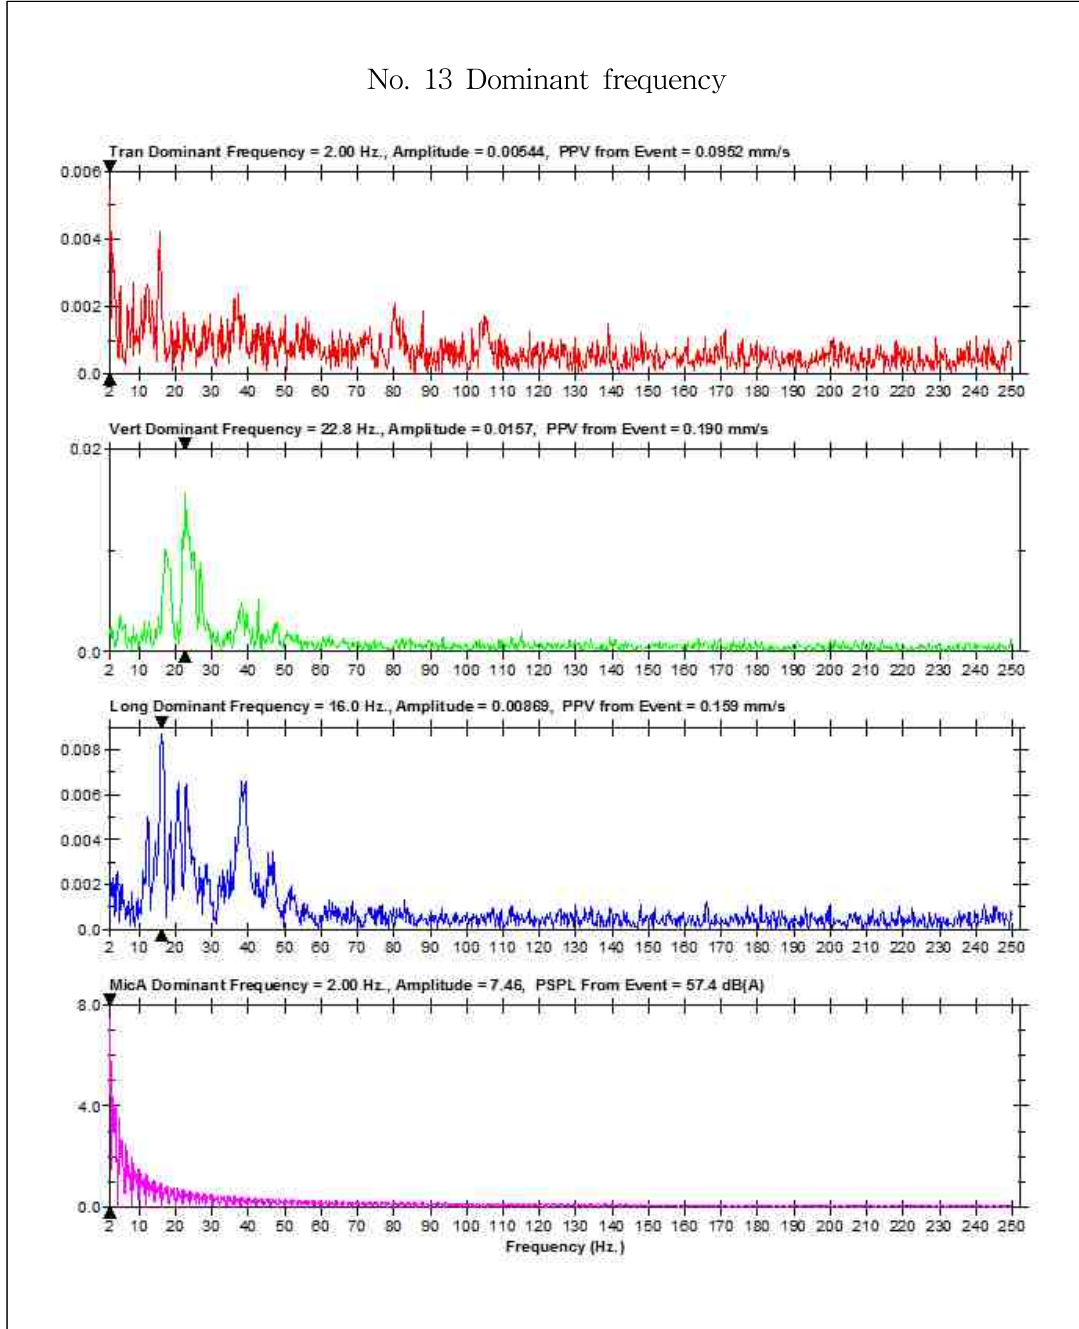 No. 13 Dominant frequency
Tran Dominant Frequency = 2.00 Hz., Amplitude = 0.00544, PPV from Event = 0.0952 mm/s
0.006
0.004
0.002
0.0
2 10 20 30 40 50 60 70 80 90 100 110 120 130 140 150 160 170 180 190 200 210 220 230 240 250
Vert Dominant Frequency = 22.8 Hz., Amplitude = 0.0157, PPV from Event = 0.190 mm/s
0.02
0.0
2 10 20 30 40 50 60 70 80 90 100 110 120 130 140 150 160 170 180 190 200 210 220 230 240 250
Long Dominant Frequency = 16.0 Hz., Amplitude = 0.00869, PPV from Event = 0.159 mm/s
0.008
0.006
0.004
0.002
0.0
2 10 20 30 40 50 60 70 80 90 100 110 120 130 140 150 160 170 180 190 200 210 220 230 240 250
MicA Dominant Frequency = 2.00 Hz., Amplitude = 7.46, PSPL From Event = 57.4 dB(A)
8.0
4.0
0.0
2 10 20 30 40 50 60 70 80 90 100 110 120 130 140 150 160 170 180 190 200 210 220 230 240 250
Frequency (Hz.)